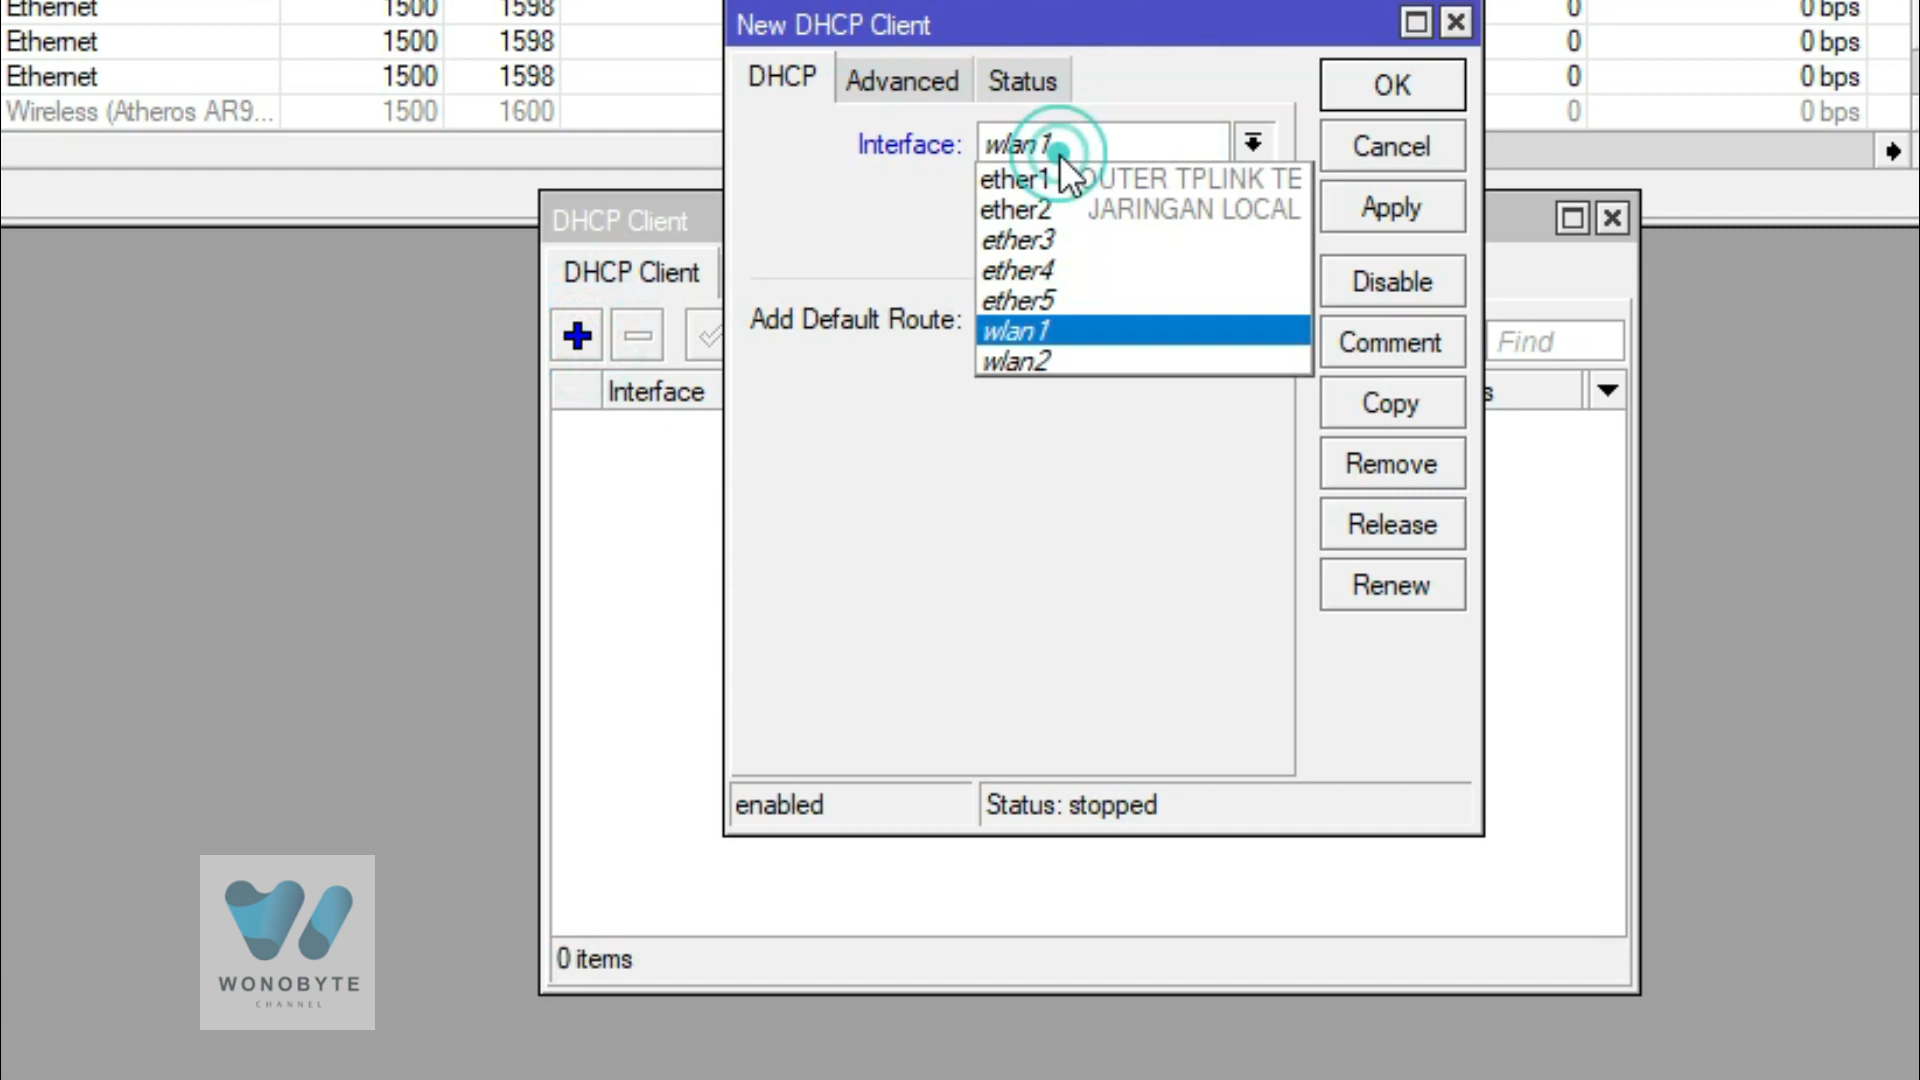 Ethernet 1500 1598 0 0 bps
Ethernet 1500 1598 0 0 bps
Ethernet 1500 1598 0 0 bps
Wireless (Atheros AR9... 1500 1600 0 0 bps
New DHCP Client
DHCP Advanced Status
Interface: wlan1
ether1 OUTER TPLINK TE
ether2 JARINGAN LOCAL
ether3
ether4
ether5
wlan1
wlan2
Add Default Route:
OK
Cancel
Apply
Disable
Comment
Copy
Remove
Release
Renew
enabled
Status: stopped
DHCP Client
DHCP Client
Find
Interface
0 items
WONOBYTE
CHANNEL